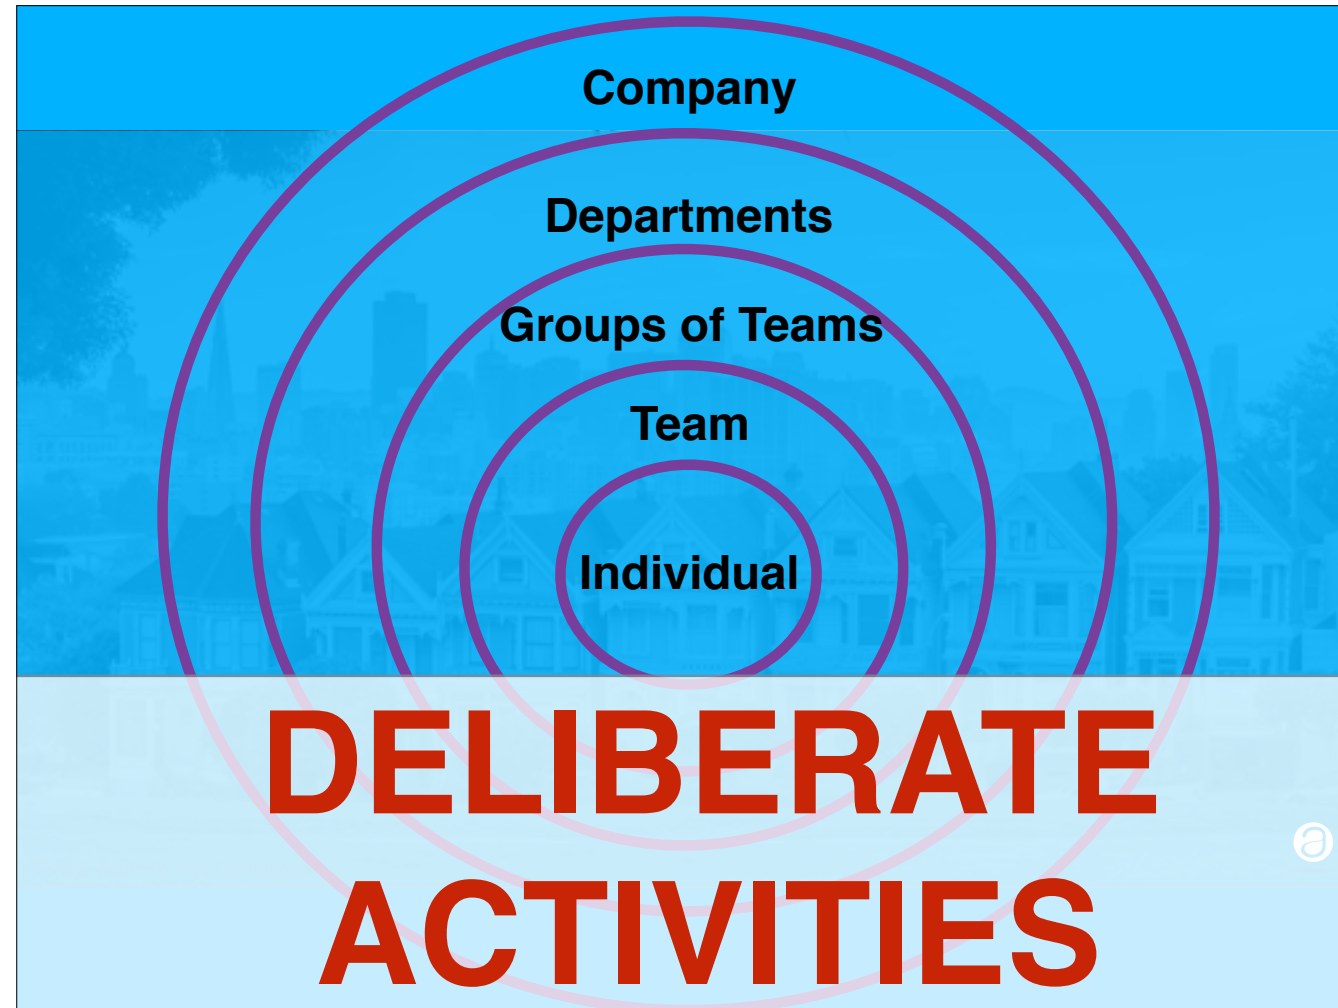 Company
Departments
Groups of Teams
Team
Individual
DELIBERATE
ACTIVITIES
a